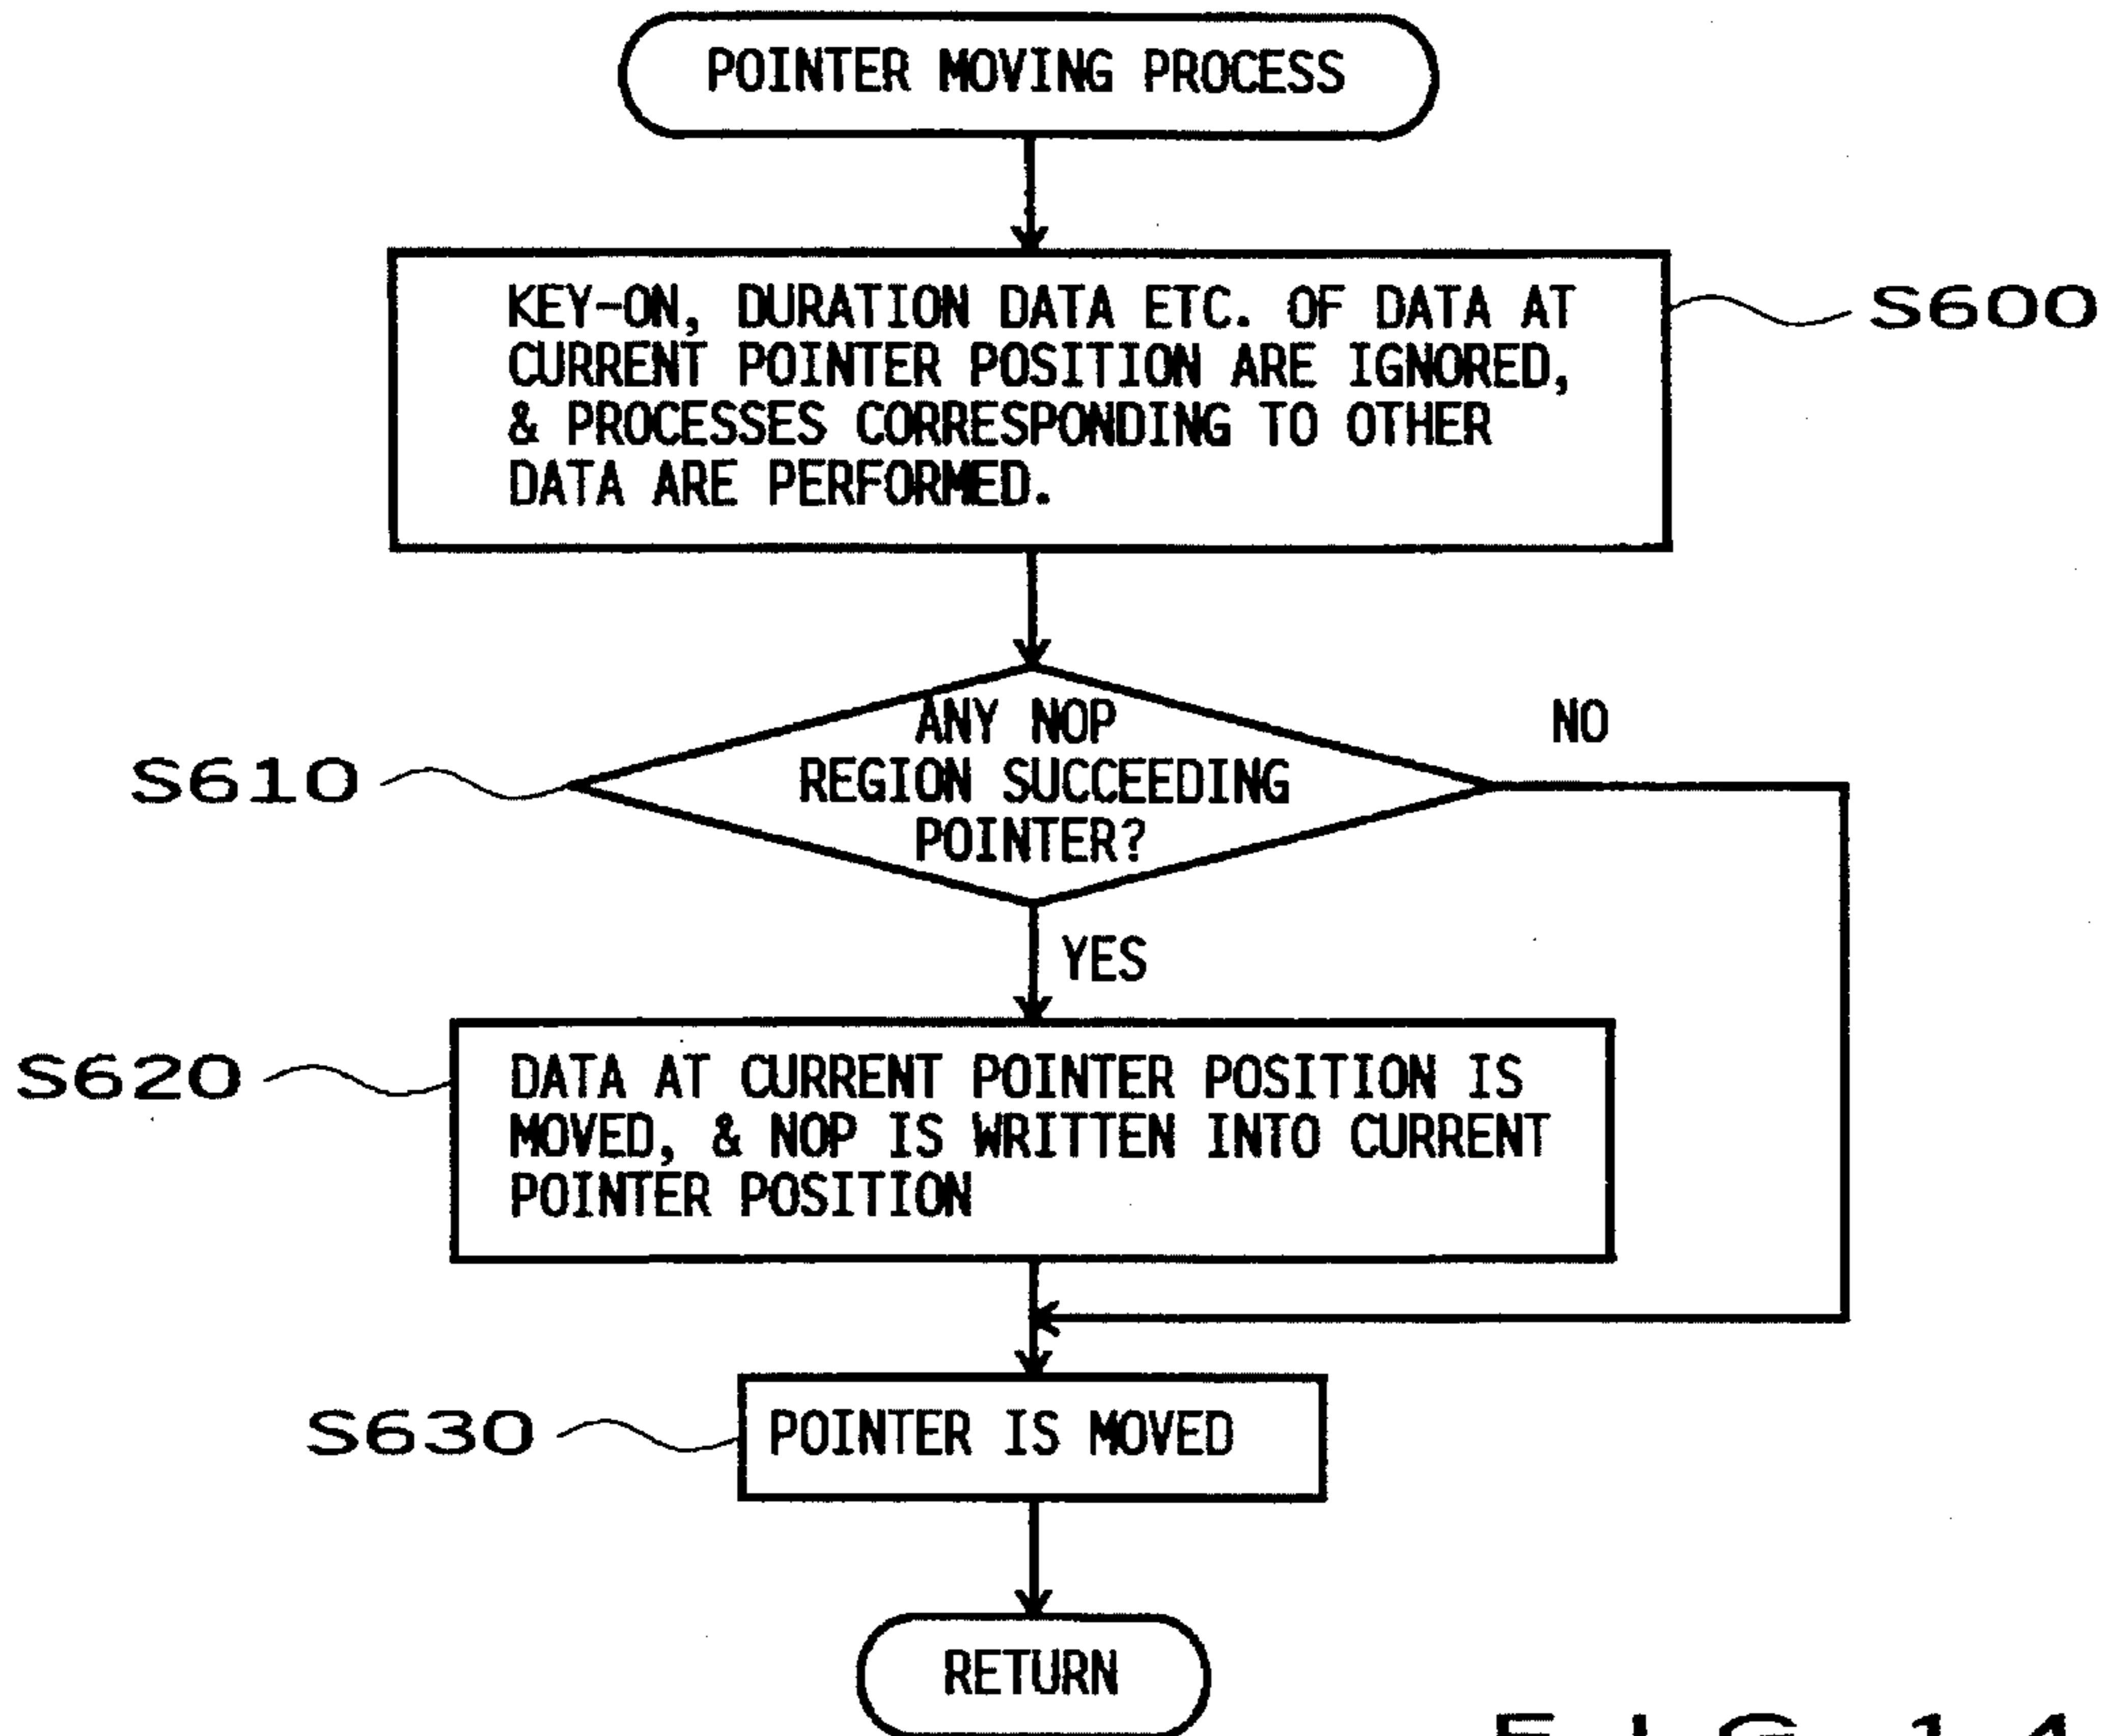 POINTER MOVING PROCESS
KEY-ON, DURATION DATA ETC. OF DATA AT
CURRENT POINTER POSITION ARE IGNORED,
& PROCESSES CORRESPONDING TO OTHER
DATA ARE PERFORMED.
S600
ANY NOP
REGION SUCCEEDING
POINTER?
NO
S610
YES
S620
DATA AT CURRENT POINTER POSITION IS
MOVED, & NOP IS WRITTEN INTO CURRENT
POINTER POSITION
S630
POINTER IS MOVED
RETURN
FIG. 14